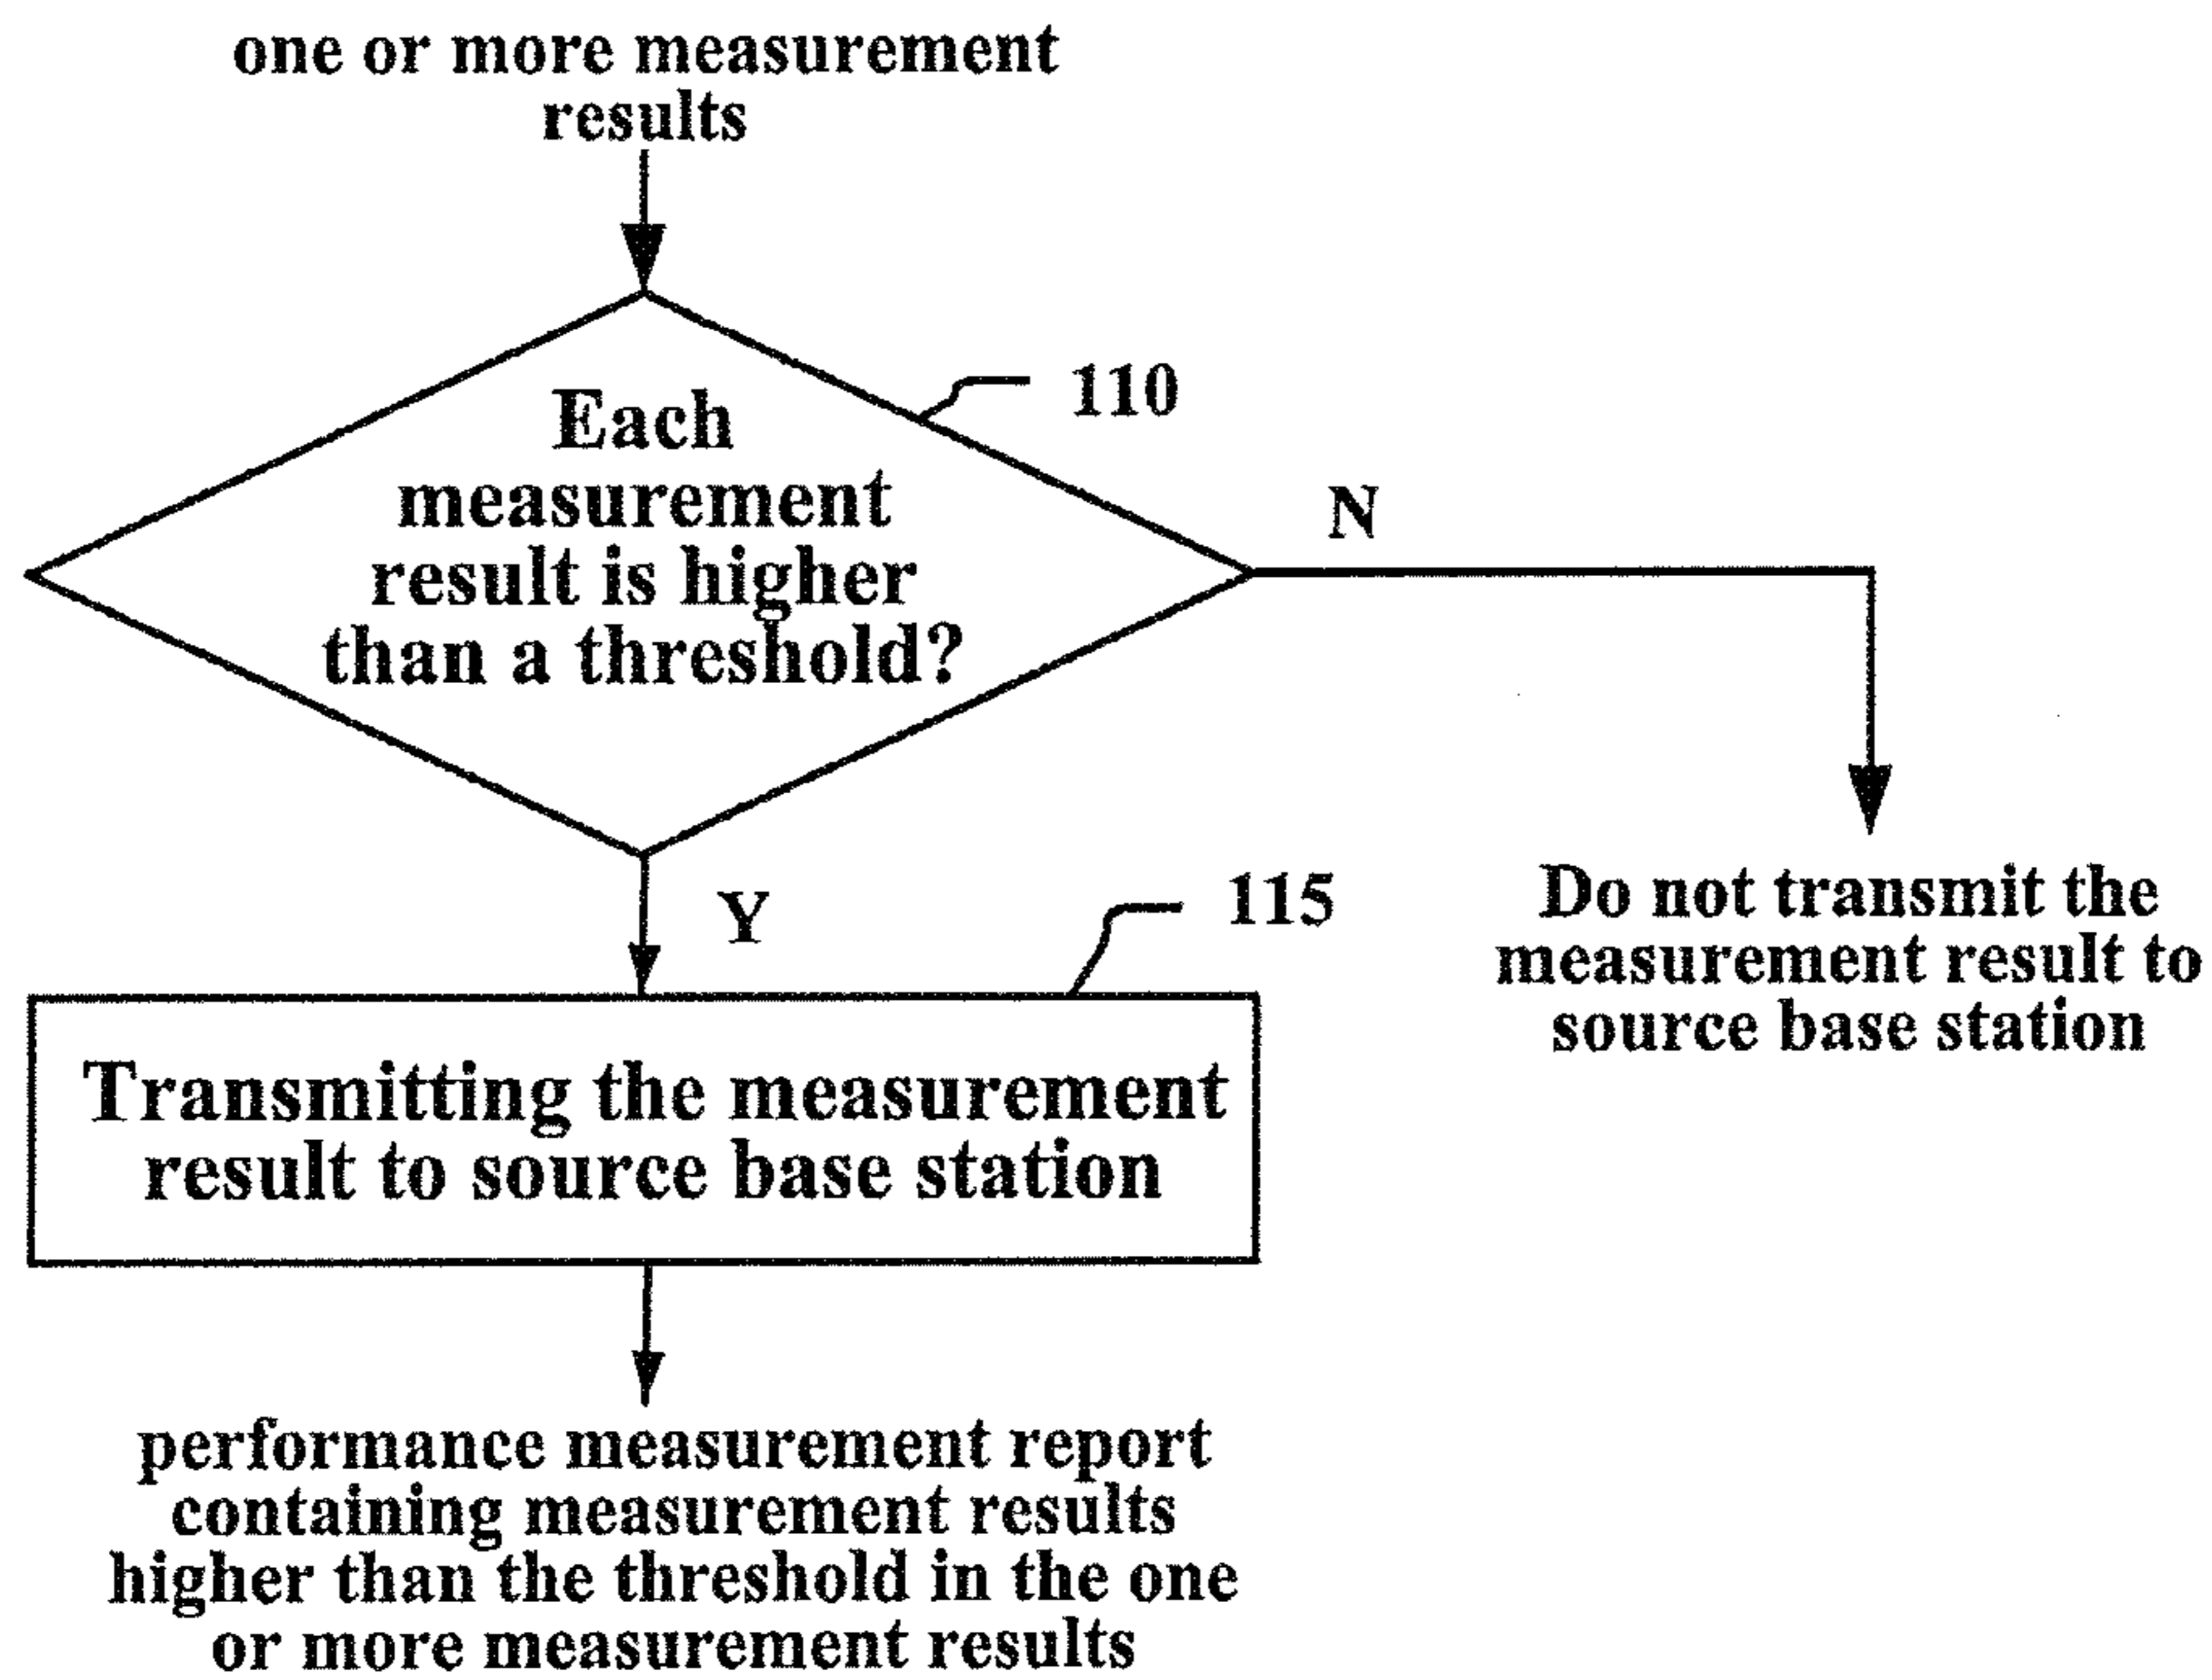 one or more measurement
results
Each
measurement
result is higher
than a threshold?
110
N
Y
115
Do not transmit the
measurement result to
source base station
Transmitting the measurement
result to source base station
performance measurement report
containing measurement results
higher than the threshold in the one
or more measurement results